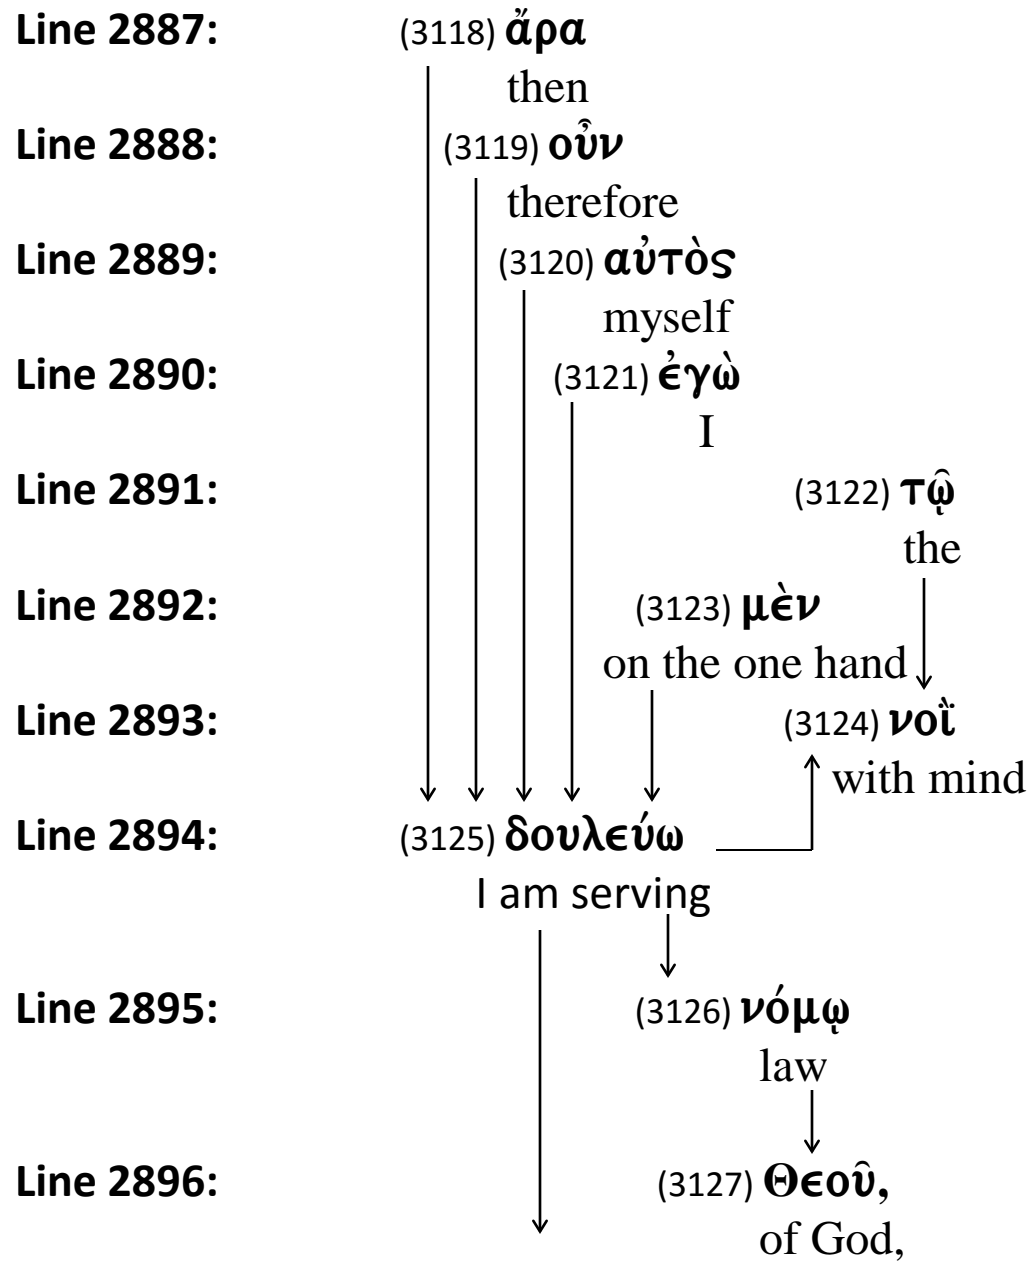 Line 2887: (3118) ἄρα
then
Line 2888: (3119) οὖν
therefore
Line 2889: (3120) αὐτὸς
myself
Line 2890: (3121) ἐγὼ
I
Line 2891: (3122) τῷ
the
Line 2892: (3123) μὲν
on the one hand
Line 2893: (3124) νοῒ
with mind
Line 2894: (3125) δουλεύω
I am serving
Line 2895: (3126) νόμῳ
law
Line 2896: (3127) Θεοῦ,
of God,